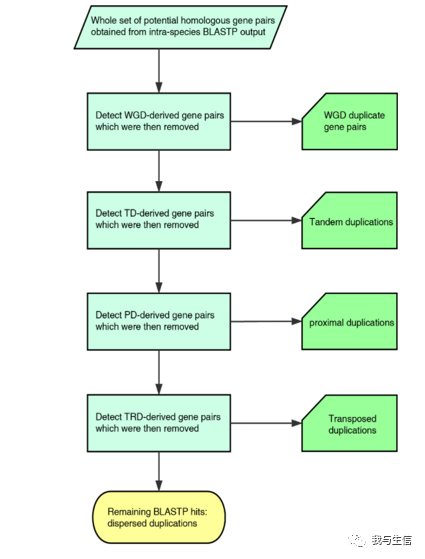 Whole set of potential homologous gene pairs
obtained from intra-species BLASTP output
Detect WGD-derived gene pairs
which were then removed
WGD duplicate
gene pairs
Detect TD-derived gene pairs
which were then removed
Tandem duplications
Detect PD-derived gene pairs
which were then removed
proximal duplications
Detect TRD-derived gene pairs
which were then removed
Transposed
duplications
Remaining BLASTP hits:
dispersed duplications
我与生信